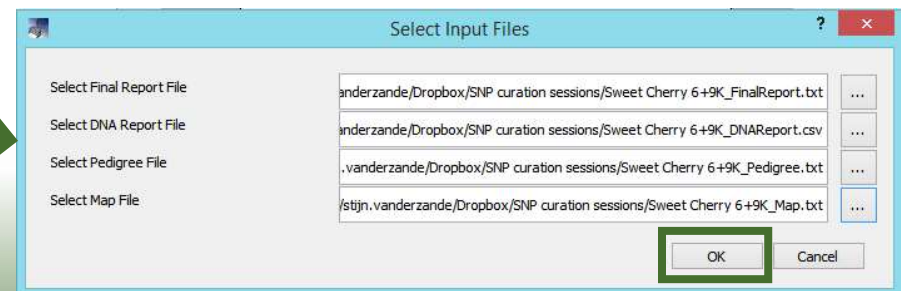 Select Input Files ? ×
Select Final Report File anderzande/Dropbox/SNP curation sessions/Sweet Cherry 6+9K_FinalReport.txt ...
Select DNA Report File anderzande/Dropbox/SNP curation sessions/Sweet Cherry 6+9K_DNAReport.csv ...
Select Pedigree File .vanderzande/Dropbox/SNP curation sessions/Sweet Cherry 6+9K_Pedigree.txt ...
Select Map File /stijn.vanderzande/Dropbox/SNP curation sessions/Sweet Cherry 6+9K_Map.txt ...
OK Cancel